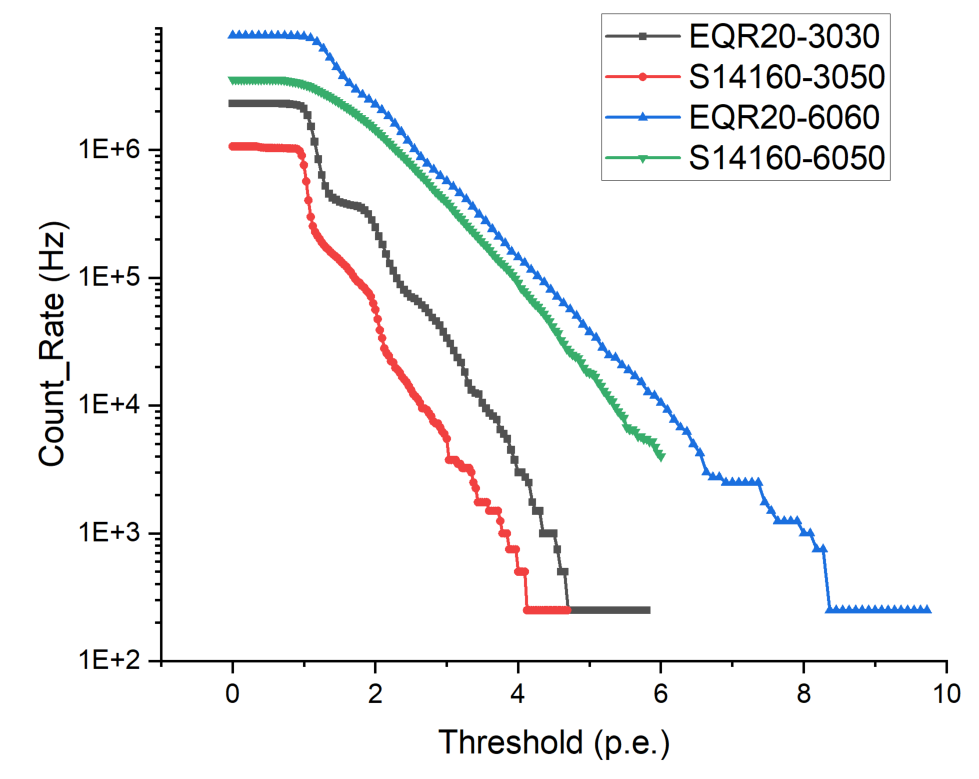 EQR20-3030
S14160-3050
EQR20-6060
S14160-6050
1E+6
1E+5
1E+4
1E+3
1E+2
Count_Rate (Hz)
0 2 4 6 8 10
Threshold (p.e.)